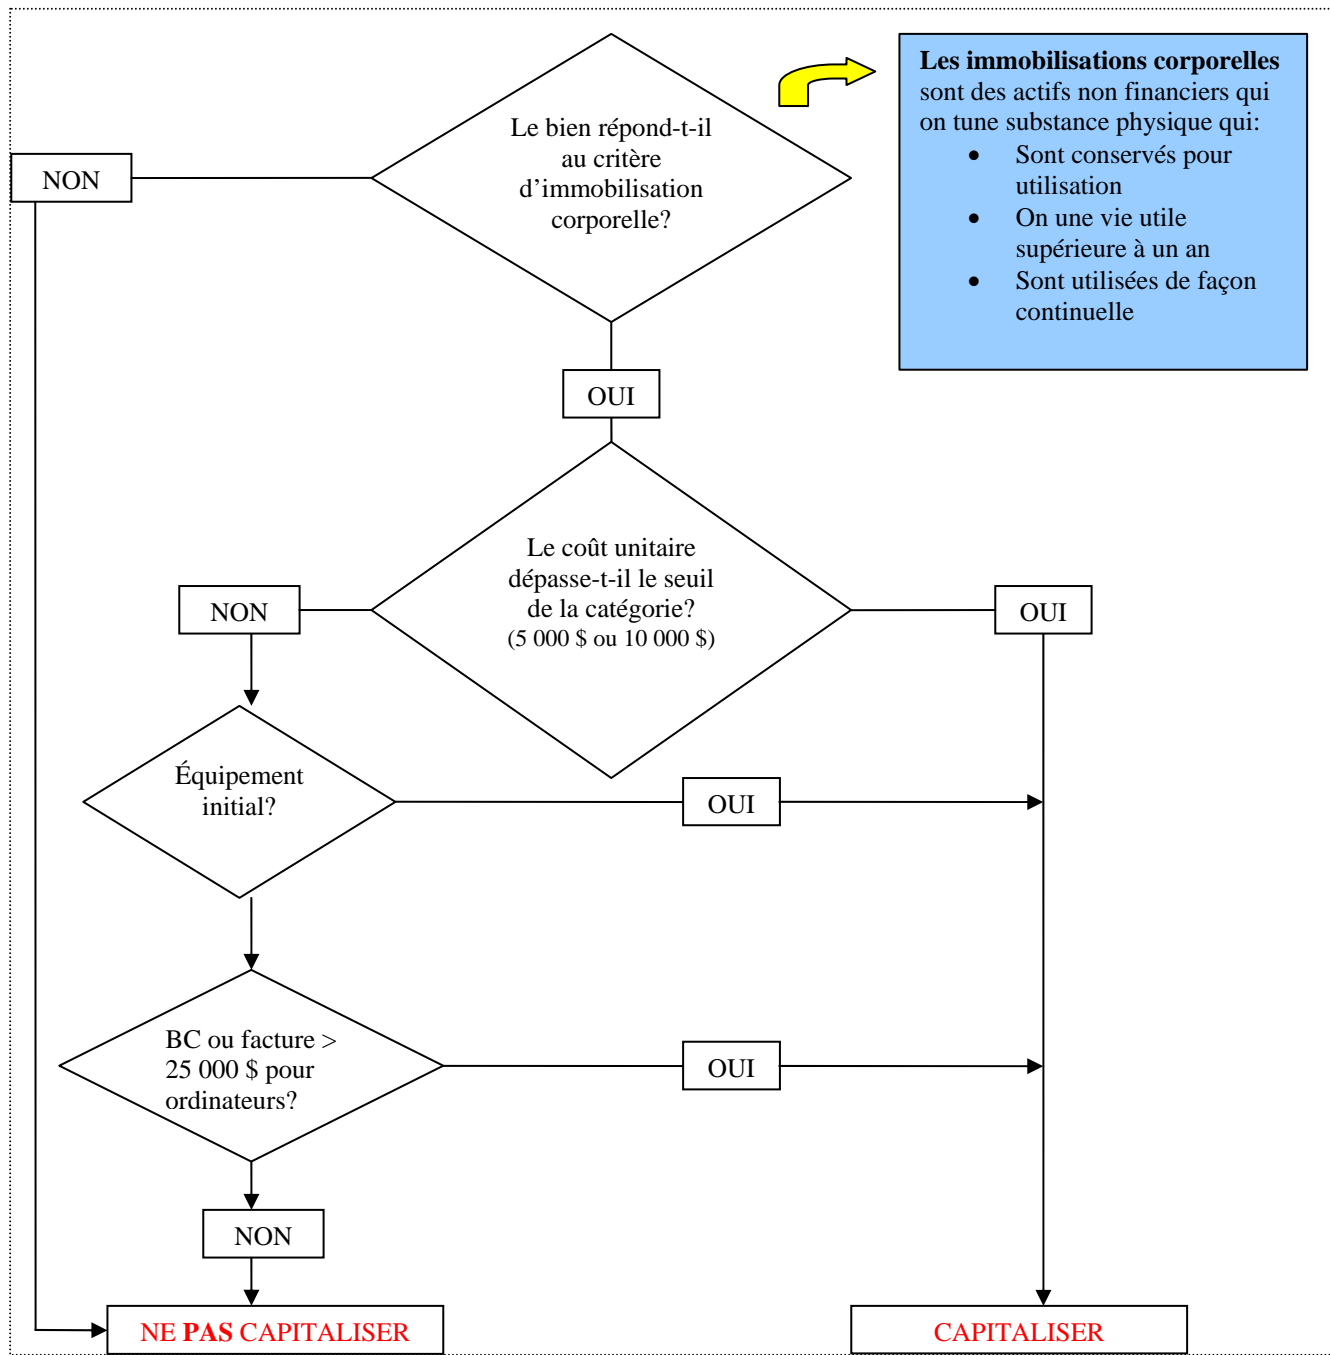 Les immobilisations corporelles
sont des actifs non financiers qui
on tune substance physique qui:
• Sont conservés pour
utilisation
• On une vie utile
supérieure à un an
• Sont utilisées de façon
continuelle
Le bien répond-t-il
au critère
d’immobilisation
corporelle?
NON
OUI
Le coût unitaire
dépasse-t-il le seuil
de la catégorie?
(5 000 $ ou 10 000 $)
NON
OUI
Équipement
initial?
OUI
BC ou facture >
25 000 $ pour
ordinateurs?
OUI
NON
NE PAS CAPITALISER
CAPITALISER